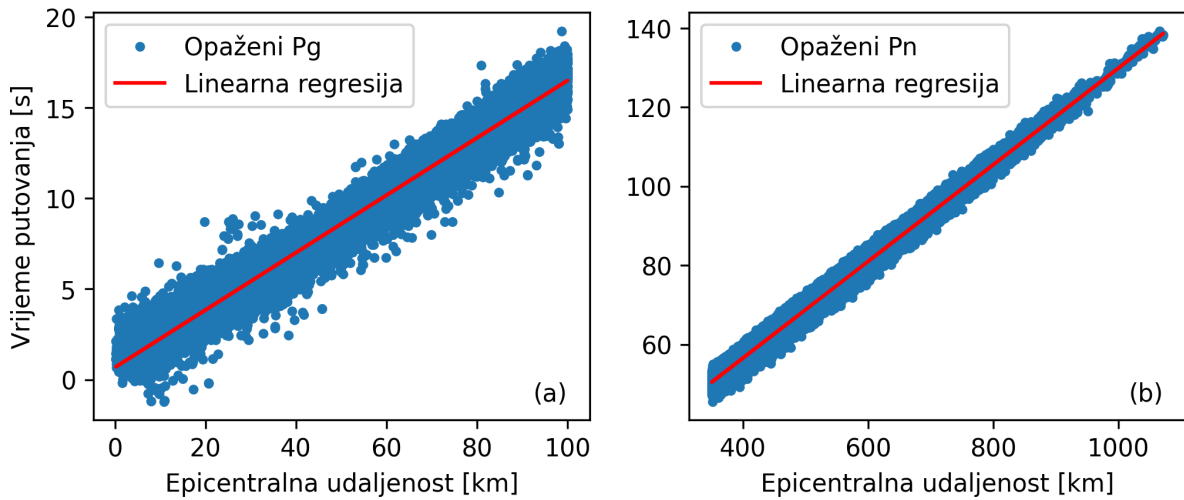 Opaženi Pg
Linearna regresija
Vrijeme putovanja [s]
20
15
10
5
0
(a)
0 20 40 60 80 100
Epicentralna udaljenost [km]
Opaženi Pn
Linearna regresija
140
120
100
80
60
(b)
400 600 800 1000
Epicentralna udaljenost [km]